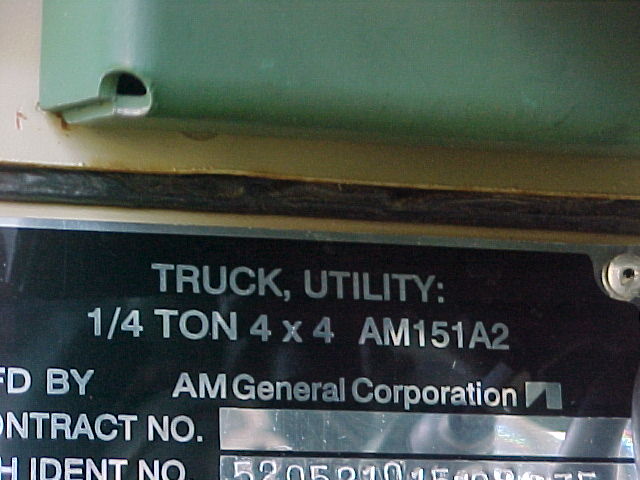 TRUCK, UTILITY:
1/4 TON 4 x 4 AM151A2
FD BY AM General Corporation
ONTRACT NO.
H IDENT NO.